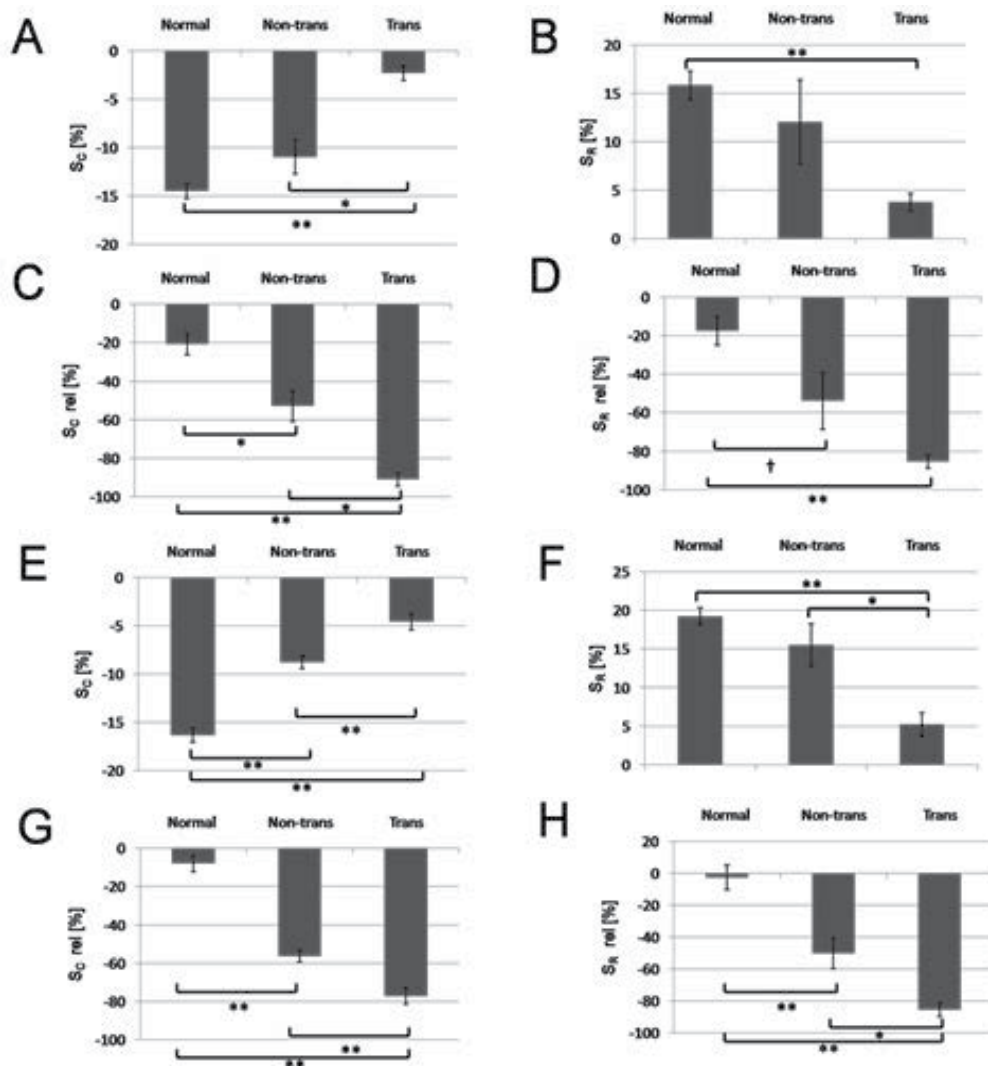 A
Normal Non-trans Trans
0
-5
-10
-15
-20
S_C [%]
*
**
B
Normal Non-trans Trans
20
15
10
5
0
S_R [%]
**
C
Normal Non-trans Trans
0
-20
-40
-60
-80
-100
S_C rel [%]
*
*
**
D
Normal Non-trans Trans
0
-20
-40
-60
-80
-100
S_R rel [%]
†
**
E
Normal Non-trans Trans
0
-5
-10
-15
-20
S_C [%]
**
**
**
F
Normal Non-trans Trans
25
20
15
10
5
0
S_R [%]
**
*
G
Normal Non-trans Trans
0
-20
-40
-60
-80
-100
S_C rel [%]
**
**
**
H
Normal Non-trans Trans
20
0
-20
-40
-60
-80
-100
S_R rel [%]
**
*
**